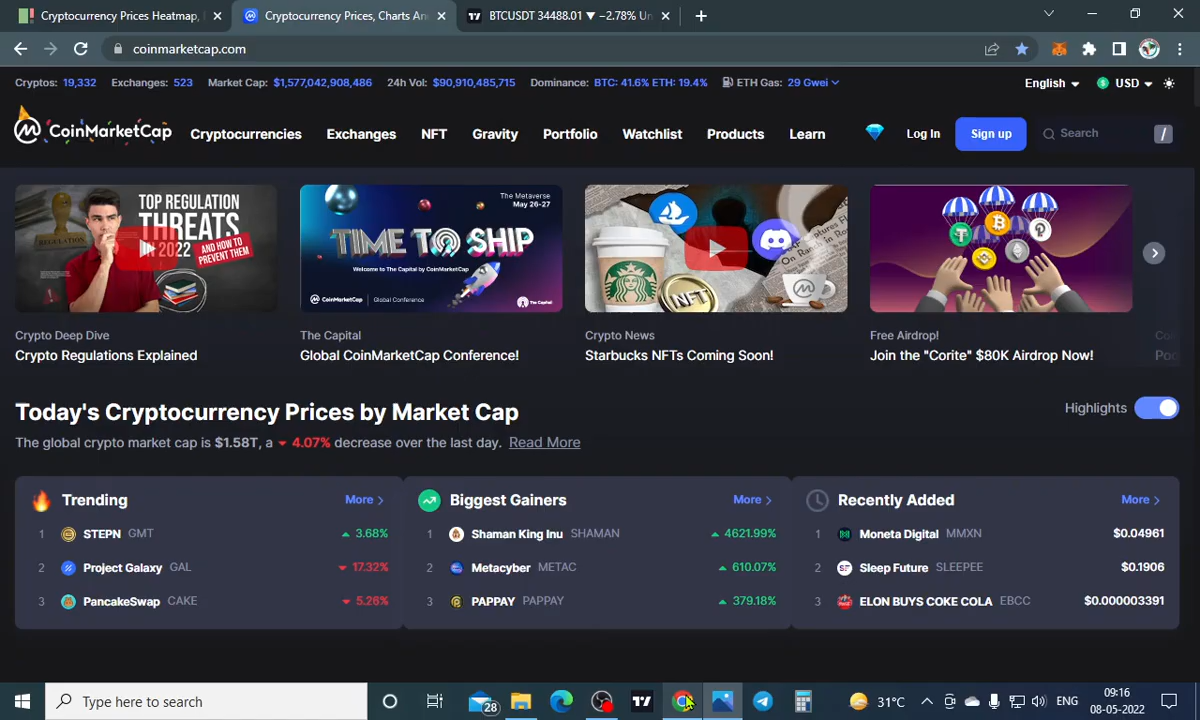 Cryptocurrency Prices Heatmap,
Cryptocurrency Prices, Charts An
BTCUSDT 34488.01 ▼ −2.78% Un
coinmarketcap.com
Cryptos: 19,332 Exchanges: 523 Market Cap: $1,577,042,908,486 24h Vol: $90,910,485,715 Dominance: BTC: 41.6% ETH: 19.4% ETH Gas: 29 Gwei
English USD
CoinMarketCap Cryptocurrencies Exchanges NFT Gravity Portfolio Watchlist Products Learn Log In Sign up Search /
TOP REGULATION
THREATS
IN 2022 AND HOW TO
PREVENT THEM
REGULATION
The Metaverse
May 26-27
TIME TO SHIP
Welcome to The Capital by CoinMarketCap
CoinMarketCap Global Conference The Capital
NFT
Crypto Deep Dive
Crypto Regulations Explained
The Capital
Global CoinMarketCap Conference!
Crypto News
Starbucks NFTs Coming Soon!
Free Airdrop!
Join the "Corite" $80K Airdrop Now!
Today's Cryptocurrency Prices by Market Cap
Highlights
The global crypto market cap is $1.58T, a ▼ 4.07% decrease over the last day. Read More
Trending More >
1 STEPN GMT ▲ 3.68%
2 Project Galaxy GAL ▼ 17.32%
3 PancakeSwap CAKE ▼ 5.26%
Biggest Gainers More >
1 Shaman King Inu SHAMAN ▲ 4621.99%
2 Metacyber METAC ▲ 610.07%
3 PAPPAY PAPPAY ▲ 379.18%
Recently Added More >
1 Moneta Digital MMXN $0.04961
2 Sleep Future SLEEPEE $0.1906
3 ELON BUYS COKE COLA EBCC $0.000003391
Type here to search
28
31°C ENG
09:16
08-05-2022